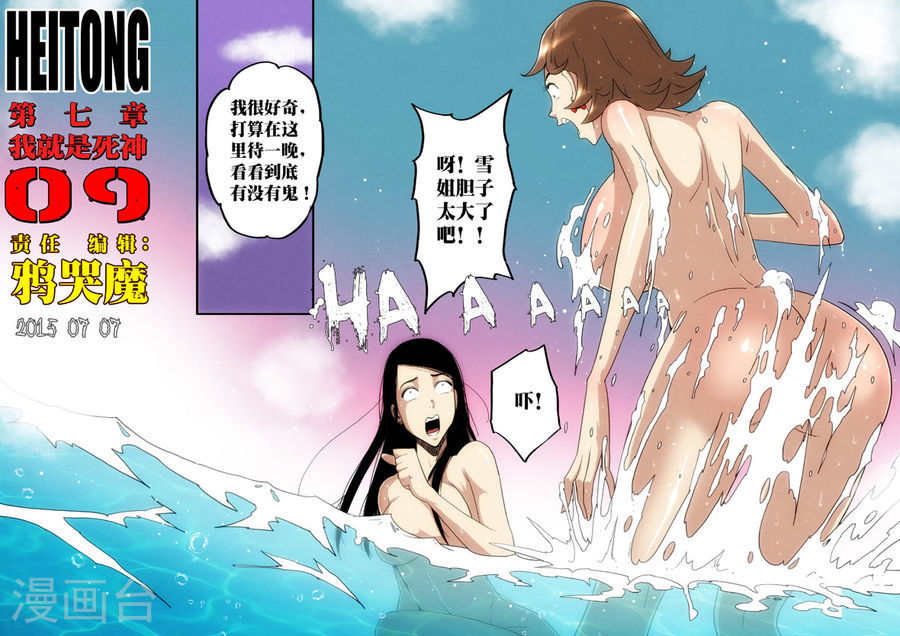 HEITONG
第七章
我就是死神
09
责任 编辑：
鸦哭魔
2015 07 07
我很好奇，
打算在这
里待一晚，
看看到底
有没有鬼！
呀！雪
姐胆子
太大了
吧！！
HA A A A A A A
吓！
漫画台